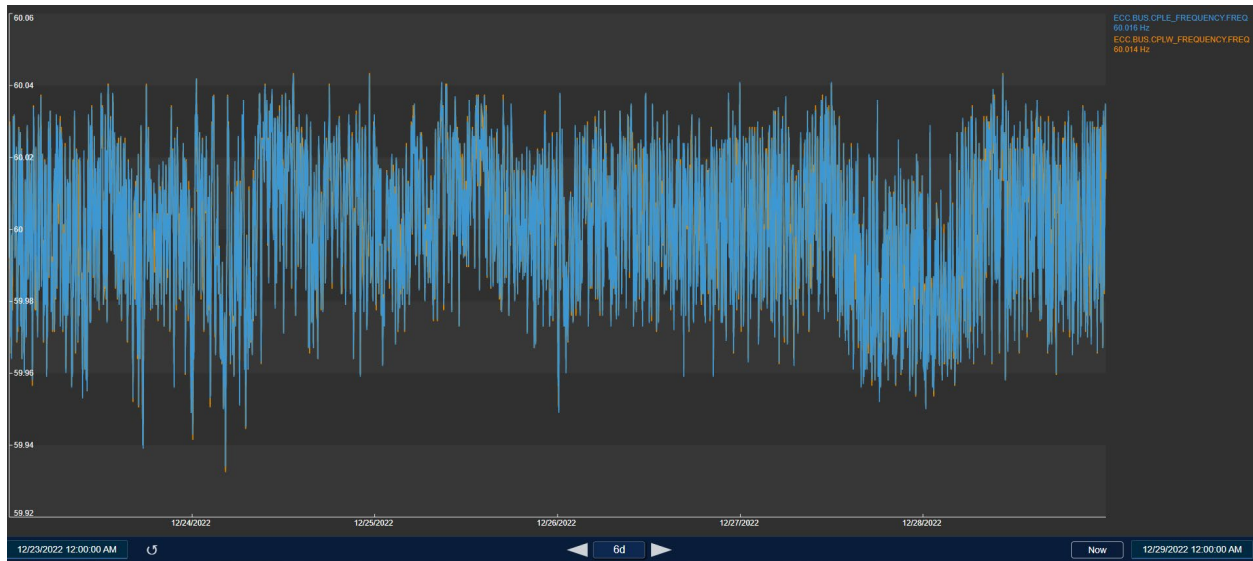 60.06
60.04
60.02
60
59.98
59.96
59.94
59.92
ECC.BUS.CPLE_FREQUENCY.FREQ
60.016 Hz
ECC.BUS.CPLW_FREQUENCY.FREQ
60.014 Hz
12/24/2022 12/25/2022 12/26/2022 12/27/2022 12/28/2022
12/23/2022 12:00:00 AM 6d Now 12/29/2022 12:00:00 AM